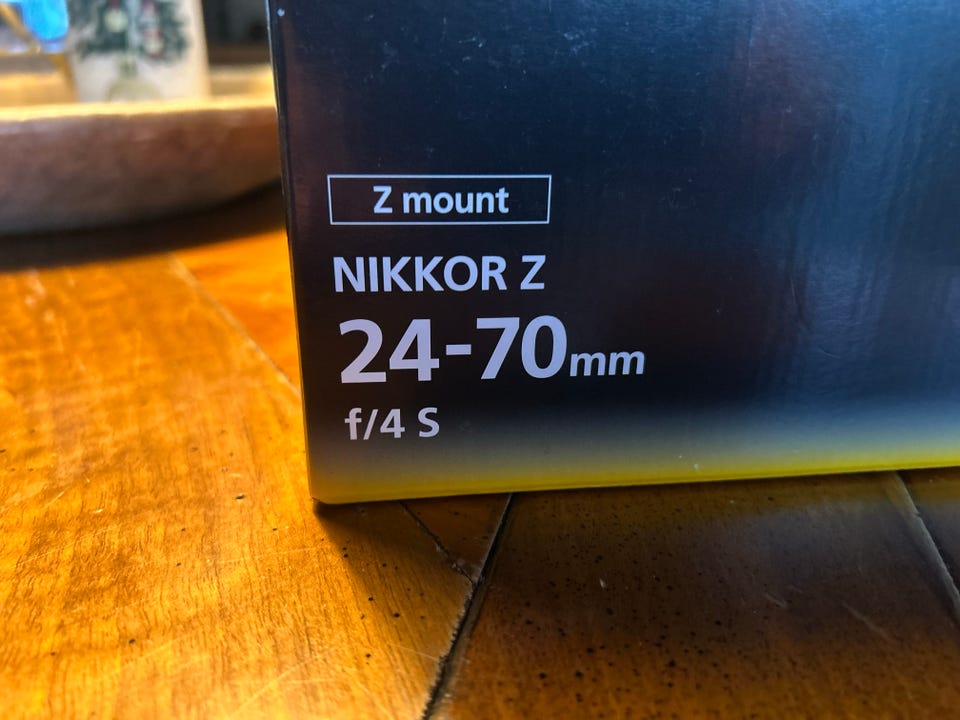 Z mount
NIKKOR Z
24-70mm
f/4 S